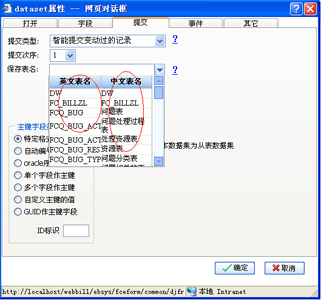 dataset属性 -- 网页对话框
打开 字段 提交 事件 其它
提交类型: 智能提交变动过的记录 ?
提交次序: 1 ?
保存表名: ?
英文表名 中文表名
DW DW
FC_BILLZL FC_BILLZL
FCQ_BUG 问题表
FCQ_ACT 问题处理过程表
FCQ_BUG_ACT 处理资源表
FCQ_BUG_RES 资源表
FCQ_BUG_TYP 问题分类表
主键字段
特定格
自动编
oracle序
单个字段作主键
多个字段作主键
自定义主键的值
GUID作主键字段
本数据集为从表数据集
ID标识
确定 取消
http://localhost/webbill/ebsys/fceform/common/djfr 本地 Intranet